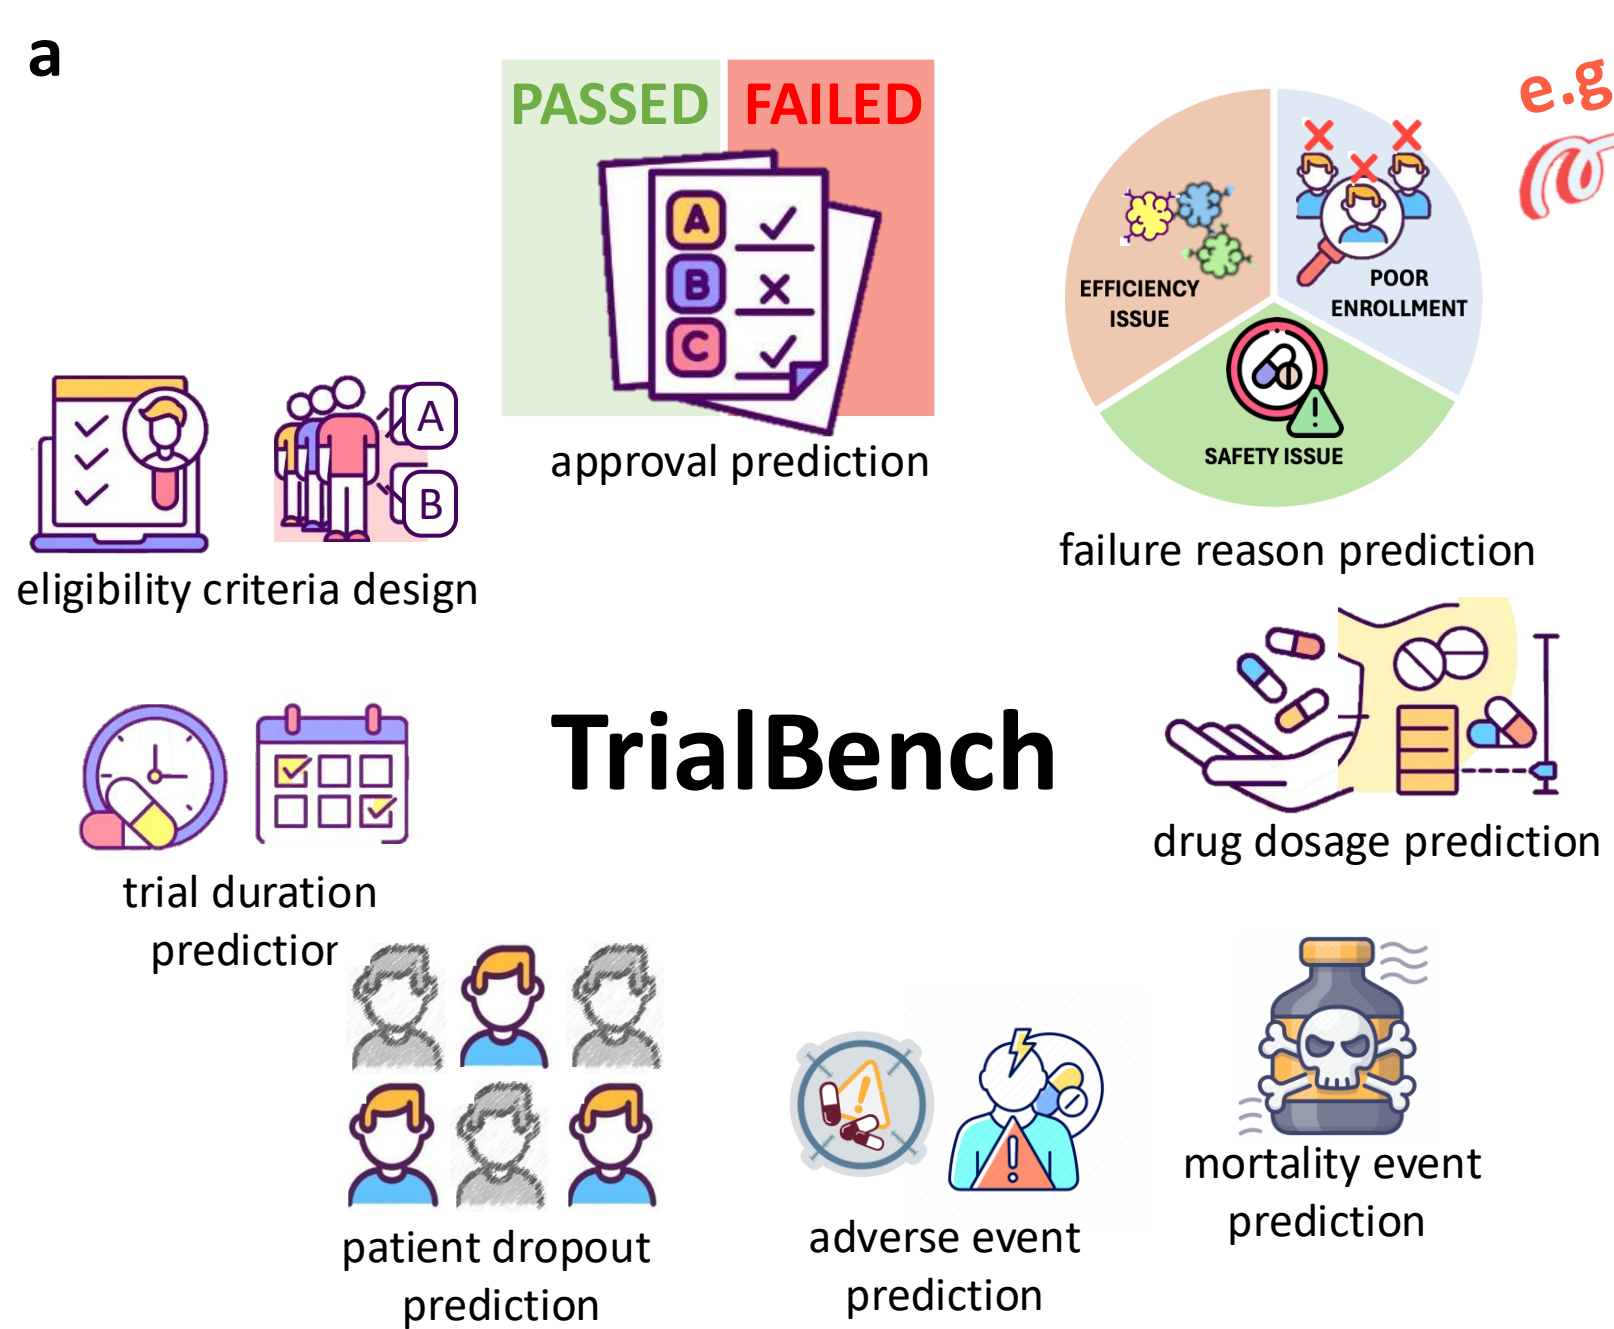 a
PASSED FAILED
A
B
C
approval prediction
e.g
EFFICIENCY
ISSUE
POOR
ENROLLMENT
SAFETY ISSUE
failure reason prediction
A
B
eligibility criteria design
TrialBench
drug dosage prediction
trial duration
prediction
patient dropout
prediction
adverse event
prediction
mortality event
prediction